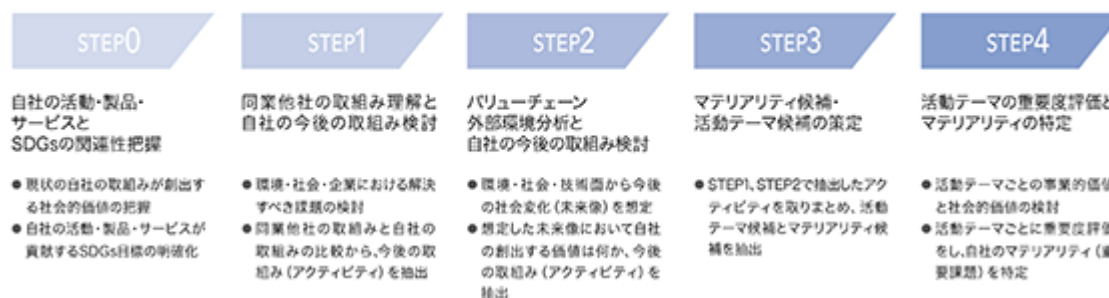 STEP0
自社の活動・製品・
サービスと
SDGsの関連性把握
● 現状の自社の取組みが創出す
る社会的価値の把握
● 自社の活動・製品・サービスが
貢献するSDGs目標の明確化
STEP1
同業他社の取組み理解と
自社の今後の取組み検討
● 環境・社会・企業における解決
すべき課題の検討
● 同業他社の取組みと自社の
取組みの比較から、今後の取
組み（アクティビティ）を抽出
STEP2
バリューチェーン
外部環境分析と
自社の今後の取組み検討
● 環境・社会・技術面から今後
の社会変化（未来像）を想定
● 想定した未来像において自社
の創出する価値は何か、今後
の取組み（アクティビティ）を
抽出
STEP3
マテリアリティ候補・
活動テーマ候補の策定
● STEP1、STEP2で抽出したアク
ティビティを取りまとめ、活動
テーマ候補とマテリアリティ候
補を抽出
STEP4
活動テーマの重要度評価と
マテリアリティの特定
● 活動テーマごとの事業的価値
と社会的価値の検討
● 活動テーマごとに重要度評価
をし、自社のマテリアリティ（重
要課題）を特定